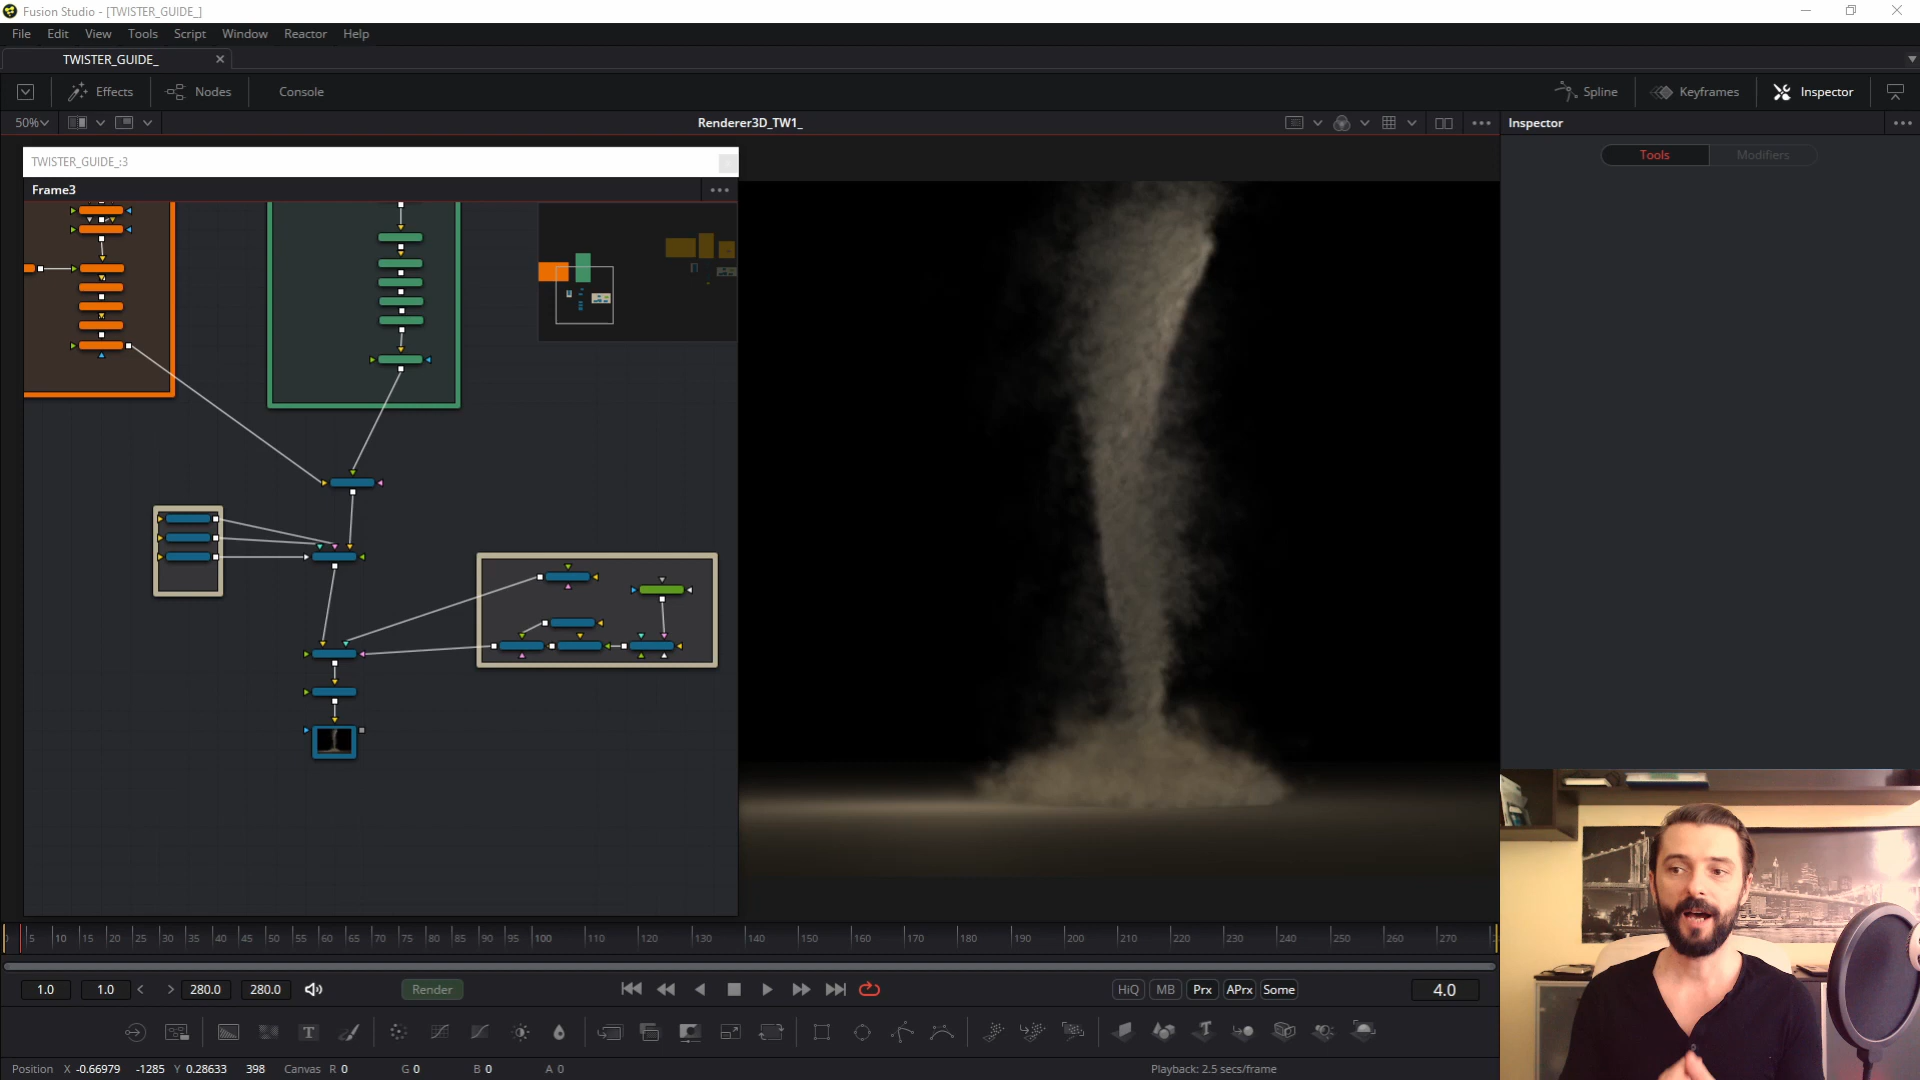 Fusion Studio - [TWISTER_GUIDE_]
File Edit View Tools Script Window Reactor Help
TWISTER_GUIDE_
Effects Nodes Console Spline Keyframes Inspector
50% Renderer3D_TW1_ Inspector
Tools Modifiers
TWISTER_GUIDE_:3
Frame3
5 10 15 20 25 30 35 40 45 50 55 60 65 70 75 80 85 90 95 100 110 120 130 140 150 160 170 180 190 200 210 220 230 240 250 260 270
1.0 1.0 < > 280.0 280.0 Render HiQ MB Prx APrx Some 4.0
T
Position X -0.66979 -1285 Y 0.28633 398 Canvas R 0 G 0 B 0 A 0 Playback: 2.5 secs/frame